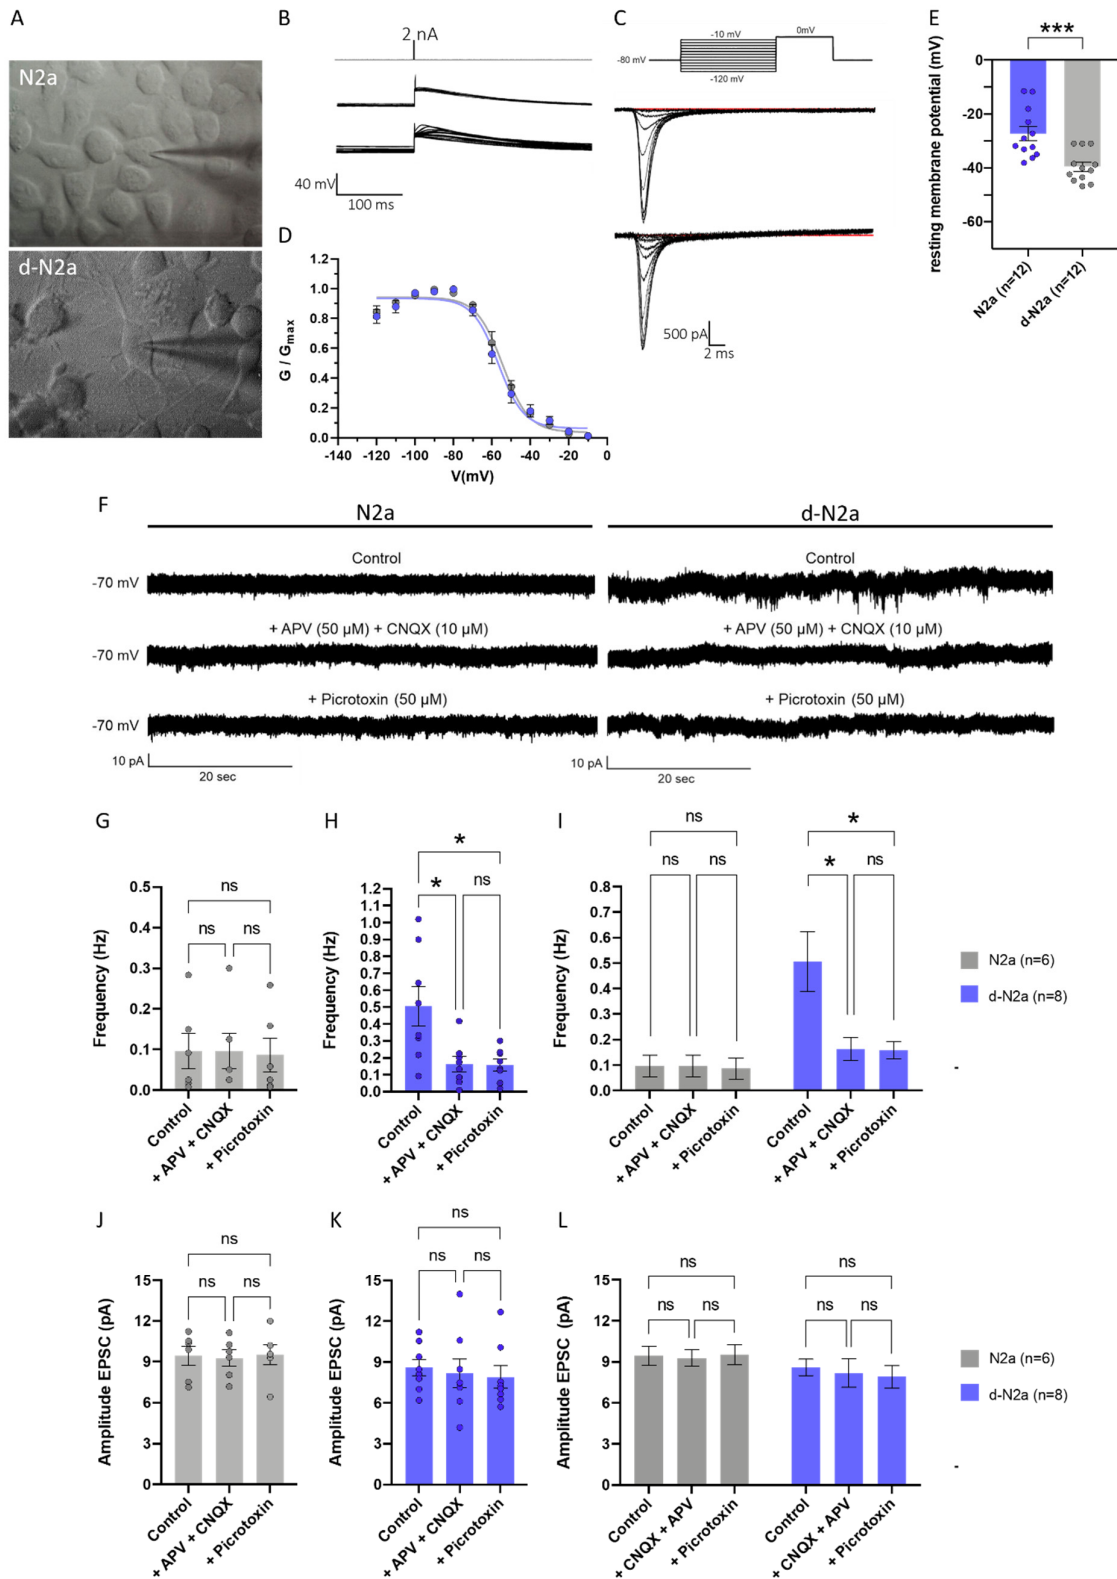 A
N2a
d-N2a
B
2 nA
40 mV
100 ms
C
-10 mV
0mV
-80 mV
-120 mV
500 pA
2 ms
D
1.2
1.0
0.8
0.6
0.4
0.2
0.0
G / Gmax
-140 -120 -100 -80 -60 -40 -20 0
V(mV)
E
***
0
-20
-40
-60
resting membrane potential (mV)
N2a (n=12)
d-N2a (n=12)
F
N2a
d-N2a
Control
Control
-70 mV
+ APV (50 µM) + CNQX (10 µM)
+ APV (50 µM) + CNQX (10 µM)
-70 mV
+ Picrotoxin (50 µM)
+ Picrotoxin (50 µM)
-70 mV
10 pA
20 sec
10 pA
20 sec
G
ns
ns
ns
0.5
0.4
0.3
0.2
0.1
0.0
Frequency (Hz)
Control
+ APV + CNQX
+ Picrotoxin
H
*
*
ns
1.2
1.1
1.0
0.9
0.8
0.7
0.6
0.5
0.4
0.3
0.2
0.1
0.0
Frequency (Hz)
Control
+ APV + CNQX
+ Picrotoxin
I
ns
ns
ns
*
*
ns
0.8
0.7
0.6
0.5
0.4
0.3
0.2
0.1
0.0
Frequency (Hz)
Control
+ APV + CNQX
+ Picrotoxin
Control
+ APV + CNQX
+ Picrotoxin
N2a (n=6)
d-N2a (n=8)
-
J
ns
ns
ns
15
12
9
6
3
0
Amplitude EPSC (pA)
Control
+ APV + CNQX
+ Picrotoxin
K
ns
ns
ns
15
12
9
6
3
0
Amplitude EPSC (pA)
Control
+ APV + CNQX
+ Picrotoxin
L
ns
ns
ns
ns
ns
ns
15
12
9
6
3
0
Amplitude EPSC (pA)
Control
+ CNQX + APV
+ Picrotoxin
Control
+ CNQX + APV
+ Picrotoxin
N2a (n=6)
d-N2a (n=8)
-